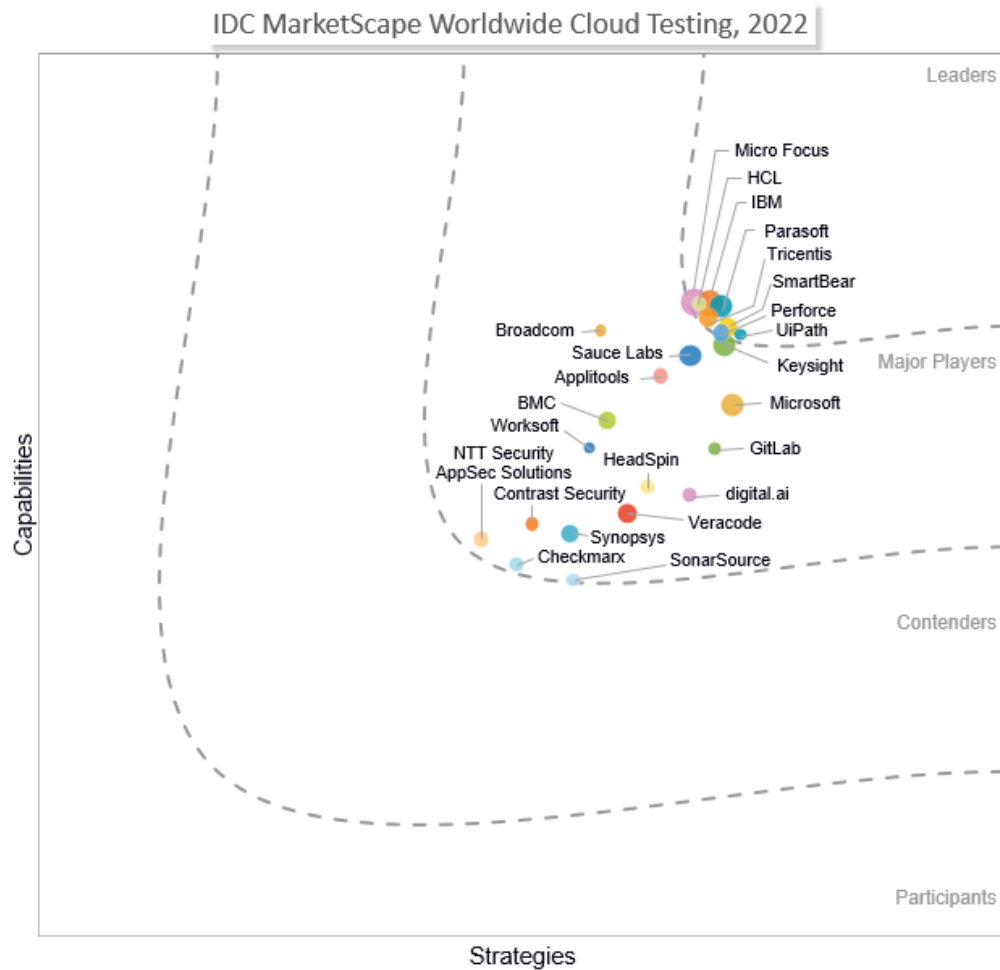 IDC MarketScape Worldwide Cloud Testing, 2022
Leaders
Micro Focus
HCL
IBM
Parasoft
Tricentis
SmartBear
Perforce
UiPath
Broadcom
Sauce Labs
Keysight
Major Players
Applitools
BMC
Microsoft
Worksoft
GitLab
NTT Security
AppSec Solutions
HeadSpin
Contrast Security
digital.ai
Veracode
Synopsys
Checkmarx
SonarSource
Contenders
Participants
Capabilities
Strategies